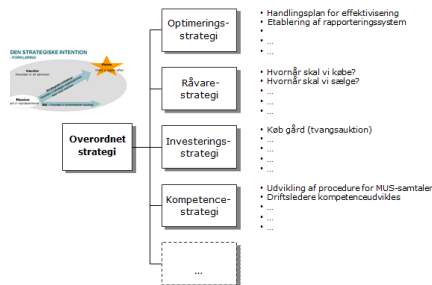 Optimerings-
strategi
• Handlingsplan for effektivisering
• Etablering af rapporteringssystem
•
• ...
• ...
DEN STRATEGISKE INTENTION
Råvare-
strategi
• Hvornår skal vi købe?
• Hvornår skal vi sælge?
• ...
• ...
• ...
Overordnet
strategi
Investerings-
strategi
• Køb gård (tvangsauktion)
• ...
• ...
• ...
• ...
Kompetence-
strategi
• Udvikling af procedure for MUS-samtaler
• Driftsledere kompetenceudvikles
• ...
• ...
• ...
...